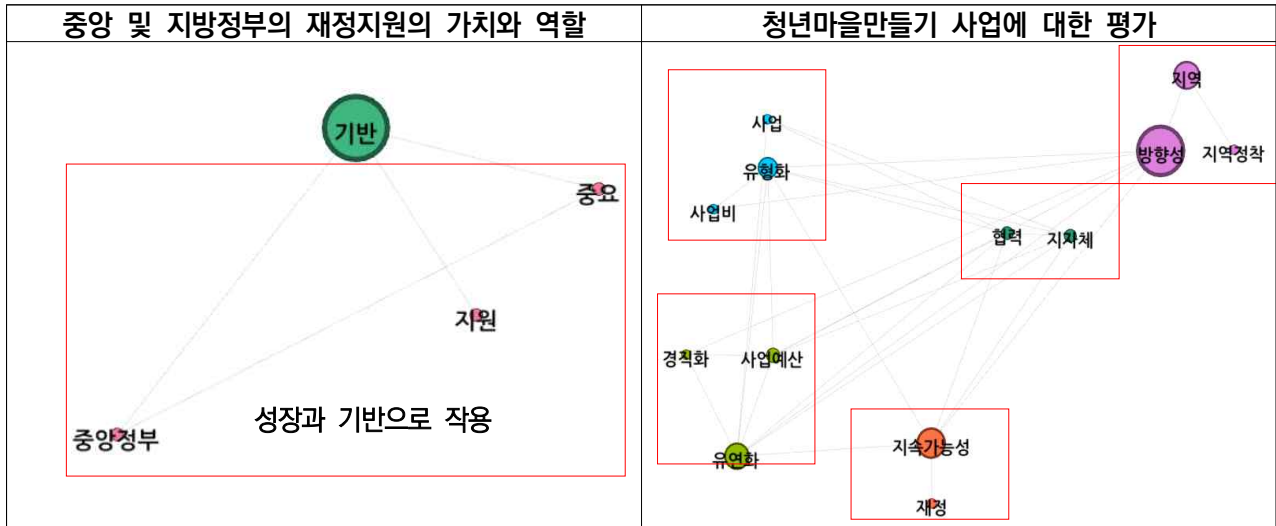 중앙 및 지방정부의 재정지원의 가치와 역할
기반
중요
지원
중앙정부
성장과 기반으로 작용
청년마을만들기 사업에 대한 평가
사업
유형화
사업비
지역
방향성
지역정착
협력
지자체
경직화
사업예산
유연화
지속가능성
재정